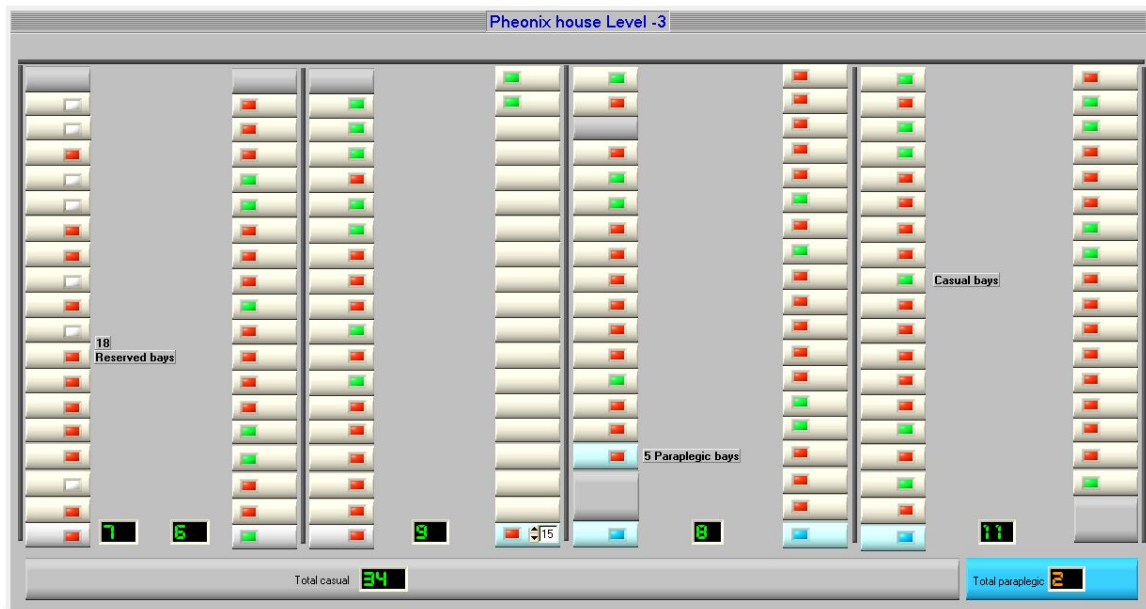 Pheonix house Level -3
Casual bays
18
Reserved bays
5 Paraplegic bays
7
6
9
15
8
11
Total casual 34
Total paraplegic 2